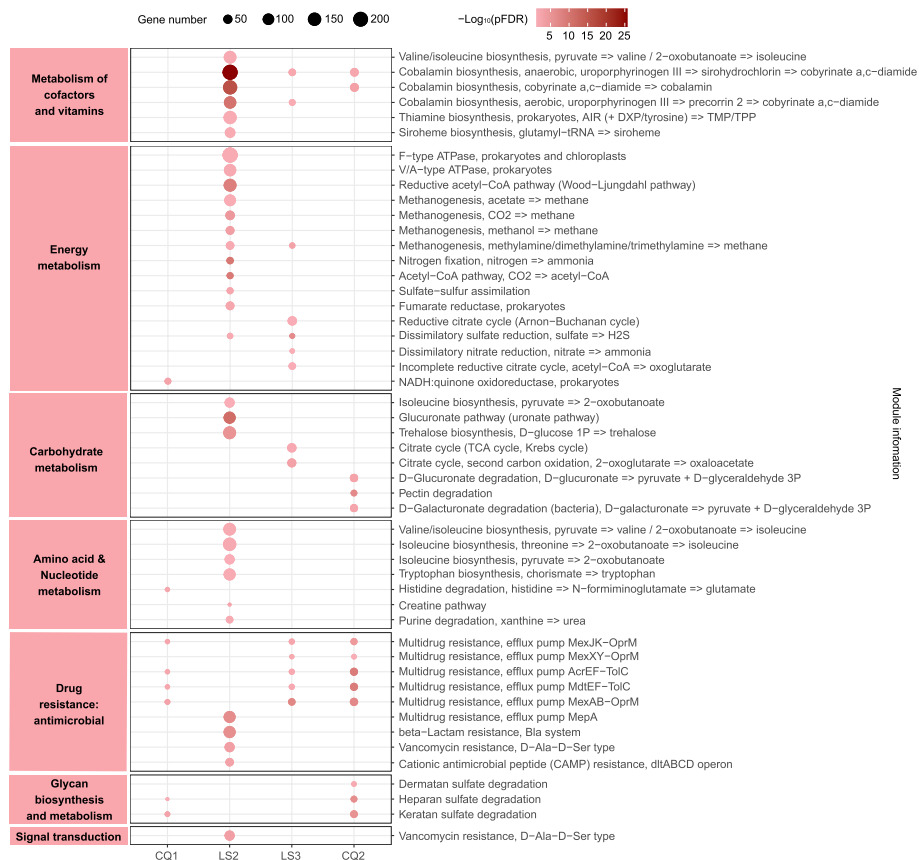 Gene number 50 100 150 200 −Log₁₀(pFDR)
5 10 15 20 25
Metabolism of
cofactors
and vitamins
Valine/isoleucine biosynthesis, pyruvate => valine / 2−oxobutanoate => isoleucine
Cobalamin biosynthesis, anaerobic, uroporphyrinogen III => sirohydrochlorin => cobyrinate a,c−diamide
Cobalamin biosynthesis, cobyrinate a,c−diamide => cobalamin
Cobalamin biosynthesis, aerobic, uroporphyrinogen III => precorrin 2 => cobyrinate a,c−diamide
Thiamine biosynthesis, prokaryotes, AIR (+ DXP/tyrosine) => TMP/TPP
Siroheme biosynthesis, glutamyl−tRNA => siroheme
Energy
metabolism
F−type ATPase, prokaryotes and chloroplasts
V/A−type ATPase, prokaryotes
Reductive acetyl−CoA pathway (Wood−Ljungdahl pathway)
Methanogenesis, acetate => methane
Methanogenesis, CO2 => methane
Methanogenesis, methanol => methane
Methanogenesis, methylamine/dimethylamine/trimethylamine => methane
Nitrogen fixation, nitrogen => ammonia
Acetyl−CoA pathway, CO2 => acetyl−CoA
Sulfate−sulfur assimilation
Fumarate reductase, prokaryotes
Reductive citrate cycle (Arnon−Buchanan cycle)
Dissimilatory sulfate reduction, sulfate => H2S
Dissimilatory nitrate reduction, nitrate => ammonia
Incomplete reductive citrate cycle, acetyl−CoA => oxoglutarate
NADH:quinone oxidoreductase, prokaryotes
Carbohydrate
metabolism
Isoleucine biosynthesis, pyruvate => 2−oxobutanoate
Glucuronate pathway (uronate pathway)
Trehalose biosynthesis, D−glucose 1P => trehalose
Citrate cycle (TCA cycle, Krebs cycle)
Citrate cycle, second carbon oxidation, 2−oxoglutarate => oxaloacetate
D−Glucuronate degradation, D−glucuronate => pyruvate + D−glyceraldehyde 3P
Pectin degradation
D−Galacturonate degradation (bacteria), D−galacturonate => pyruvate + D−glyceraldehyde 3P
Amino acid &
Nucleotide
metabolism
Valine/isoleucine biosynthesis, pyruvate => valine / 2−oxobutanoate => isoleucine
Isoleucine biosynthesis, threonine => 2−oxobutanoate => isoleucine
Isoleucine biosynthesis, pyruvate => 2−oxobutanoate
Tryptophan biosynthesis, chorismate => tryptophan
Histidine degradation, histidine => N−formiminoglutamate => glutamate
Creatine pathway
Purine degradation, xanthine => urea
Drug
resistance:
antimicrobial
Multidrug resistance, efflux pump MexJK−OprM
Multidrug resistance, efflux pump MexXY−OprM
Multidrug resistance, efflux pump AcrEF−TolC
Multidrug resistance, efflux pump MdtEF−TolC
Multidrug resistance, efflux pump MexAB−OprM
Multidrug resistance, efflux pump MepA
beta−Lactam resistance, Bla system
Vancomycin resistance, D−Ala−D−Ser type
Cationic antimicrobial peptide (CAMP) resistance, dltABCD operon
Glycan
biosynthesis
and metabolism
Dermatan sulfate degradation
Heparan sulfate degradation
Keratan sulfate degradation
Signal transduction
Vancomycin resistance, D−Ala−D−Ser type
CQ1 LS2 LS3 CQ2
Module infomation